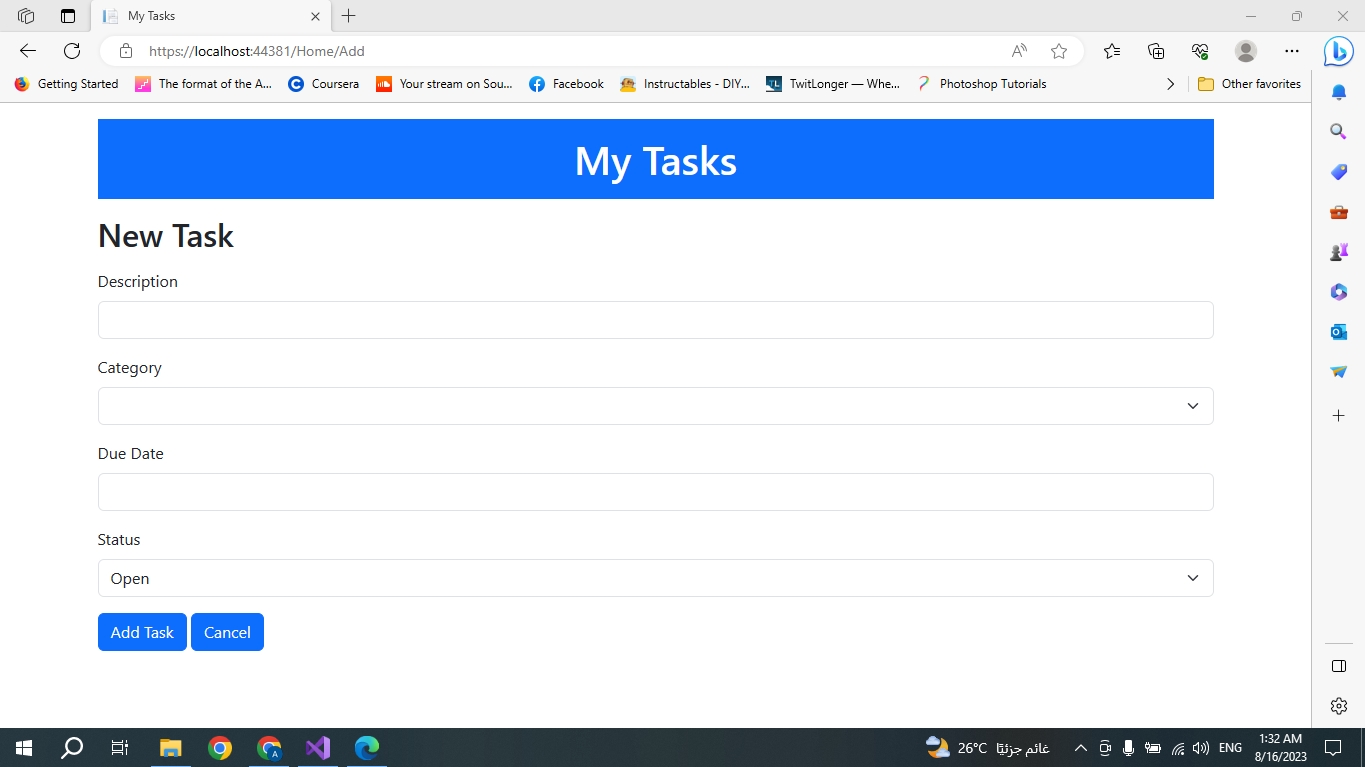 My Tasks
https://localhost:44381/Home/Add
Getting Started
The format of the A...
Coursera
Your stream on Sou...
Facebook
Instructables - DIY...
TwitLonger — Whe...
Photoshop Tutorials
Other favorites
My Tasks
New Task
Description
Category
Due Date
Status
Open
Add Task
Cancel
26°C غائم جزئيًا
ENG
1:32 AM
8/16/2023